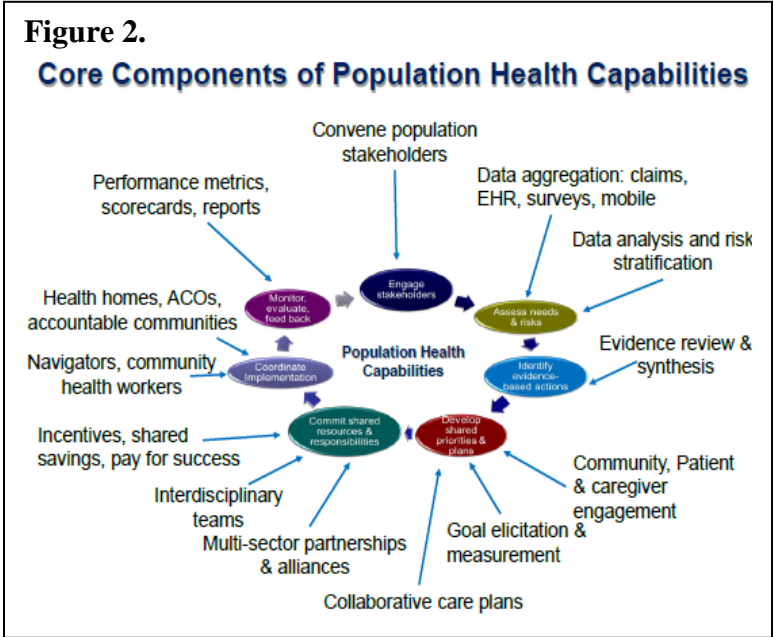 Figure 2.
Core Components of Population Health Capabilities
Convene population
stakeholders
Performance metrics,
scorecards, reports
Data aggregation: claims,
EHR, surveys, mobile
Data analysis and risk
stratification
Health homes, ACOs,
accountable communities
Navigators, community
health workers
Evidence review &
synthesis
Incentives, shared
savings, pay for success
Interdisciplinary
teams
Multi-sector partnerships
& alliances
Collaborative care plans
Goal elicitation &
measurement
Community, Patient
& caregiver
engagement
Engage
stakeholders
Assess needs
& risks
Identify
evidence-
based actions
Develop
shared
priorities &
plans
Commit shared
resources &
responsibilities
Coordinate
Implementation
Monitor,
evaluate,
feed back
Population Health
Capabilities